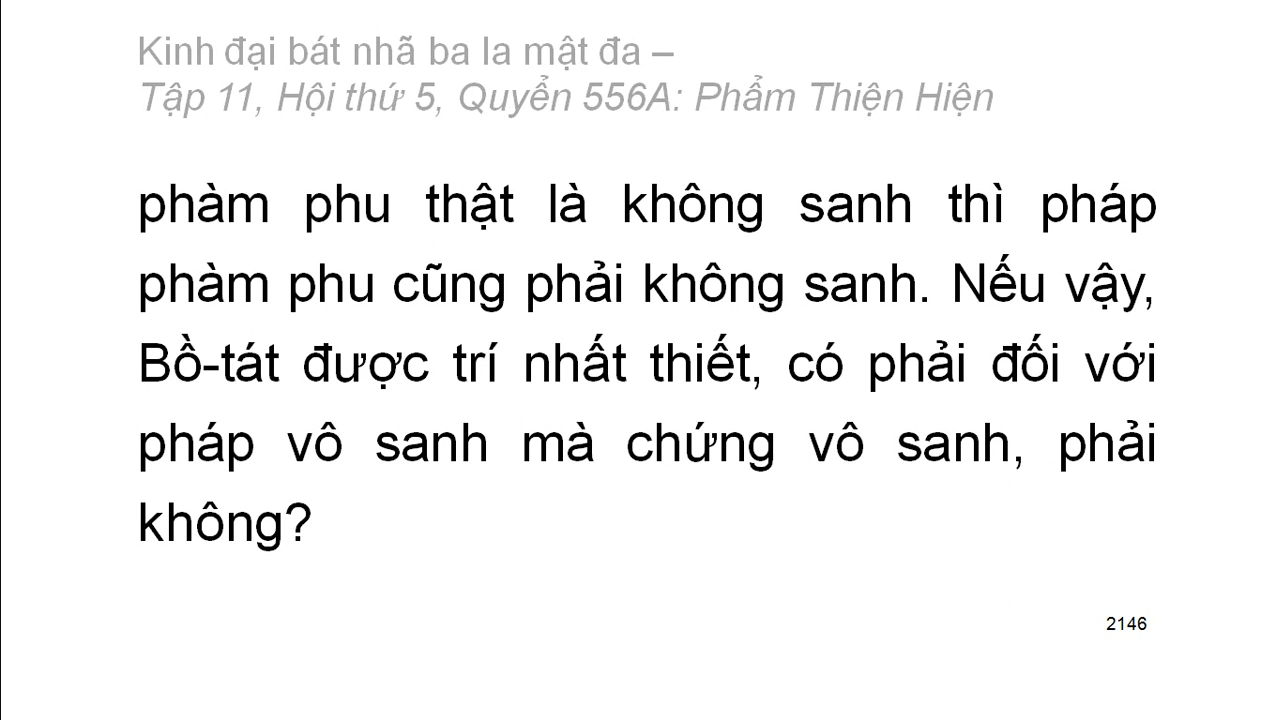 Kinh đại bát nhã ba la mật đa –
Tập 11, Hội thứ 5, Quyển 556A: Phẩm Thiện Hiện
phàm phu thật là không sanh thì pháp
phàm phu cũng phải không sanh. Nếu vậy,
Bồ-tát được trí nhất thiết, có phải đối với
pháp vô sanh mà chứng vô sanh, phải
không?
2146